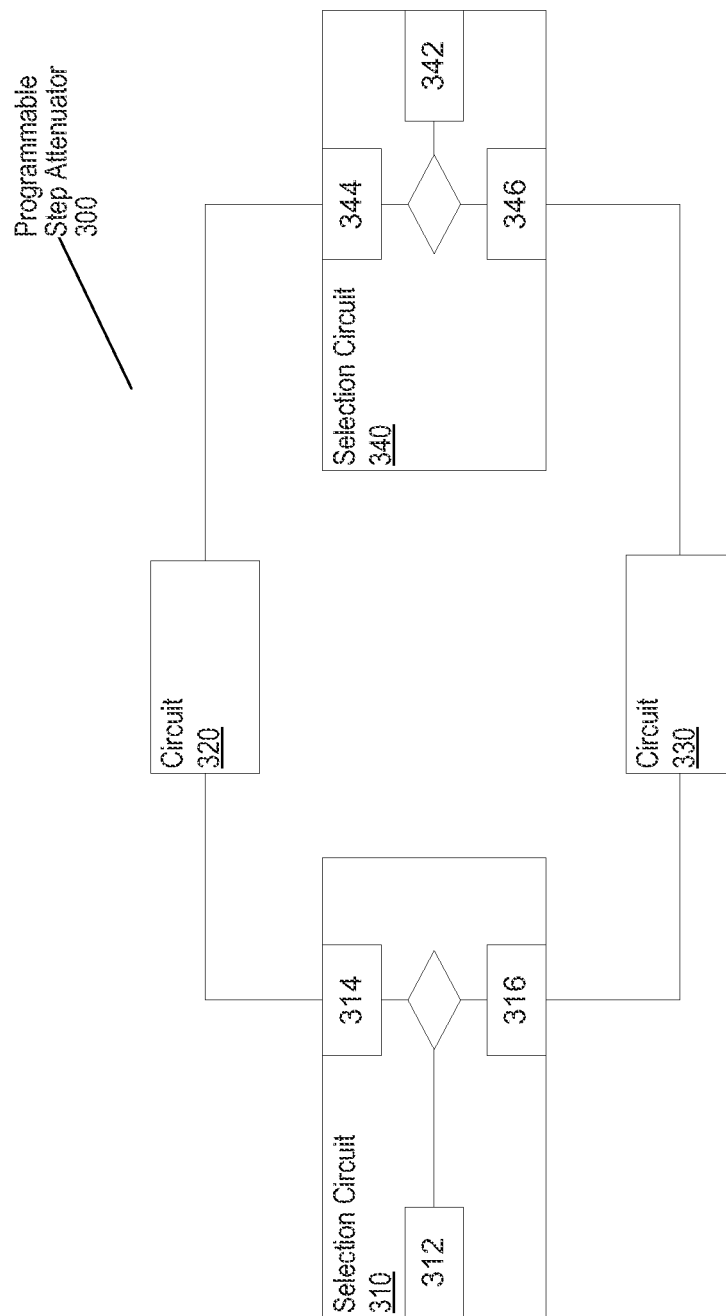 Programmable
Step Attenuator
300
Selection Circuit
310
312
314
316
Circuit
320
Circuit
330
Selection Circuit
340
344
342
346